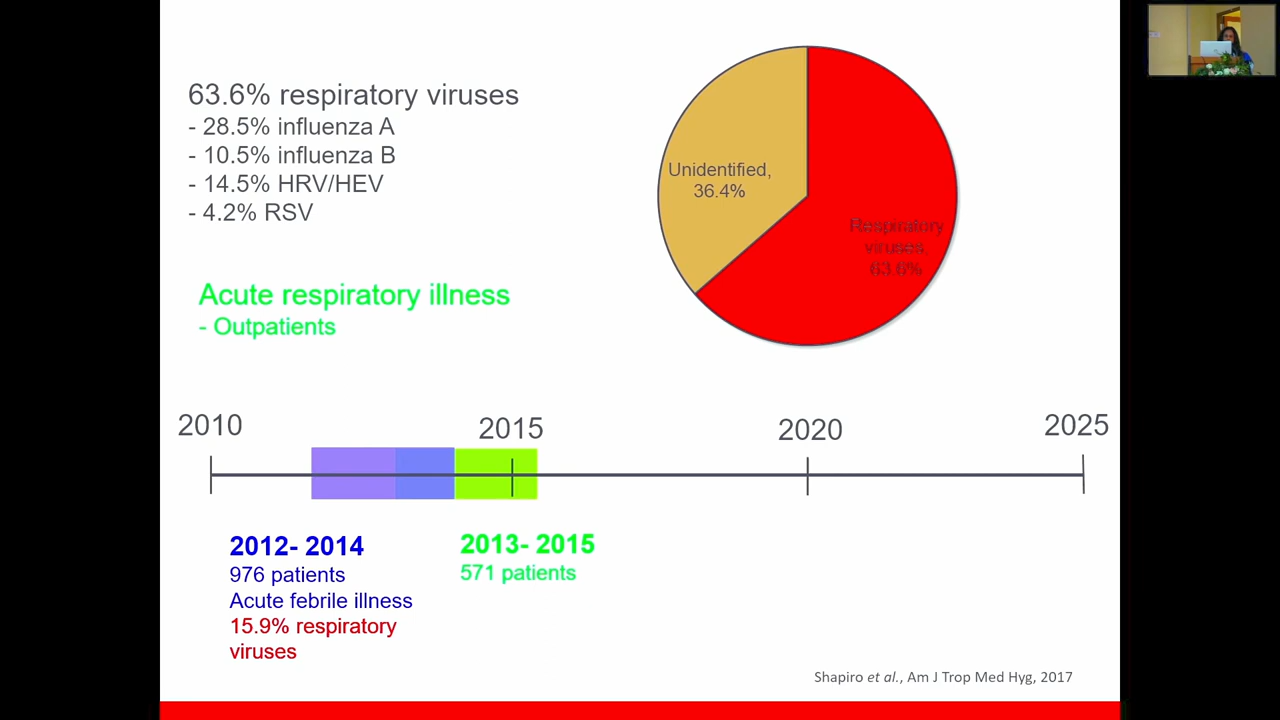 63.6% respiratory viruses
- 28.5% influenza A
- 10.5% influenza B
- 14.5% HRV/HEV
- 4.2% RSV
Unidentified,
36.4%
Respiratory
viruses,
63.6%
Acute respiratory illness
- Outpatients
2010
2015
2020
2025
2012- 2014
976 patients
Acute febrile illness
15.9% respiratory
viruses
2013- 2015
571 patients
Shapiro et al., Am J Trop Med Hyg, 2017